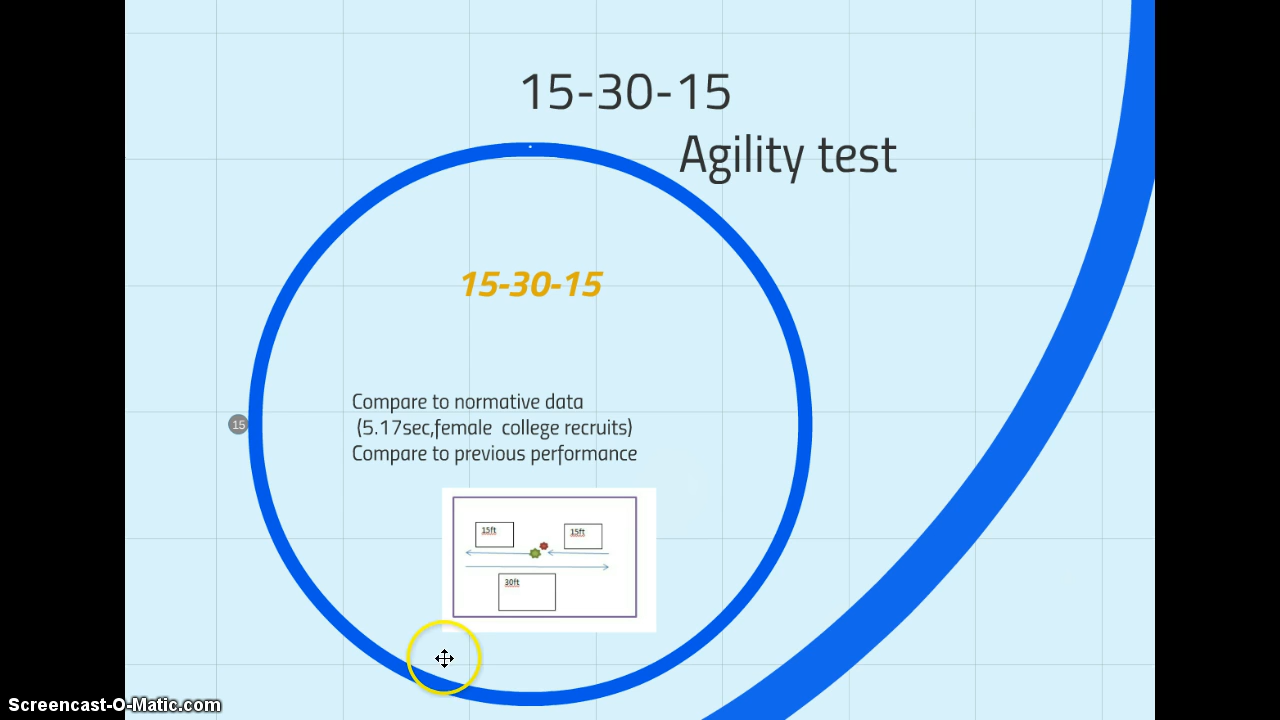 15-30-15
Agility test
15-30-15
Compare to normative data
(5.17sec,female college recruits)
Compare to previous performance
15
15ft
15ft
30ft
Screencast-O-Matic.com